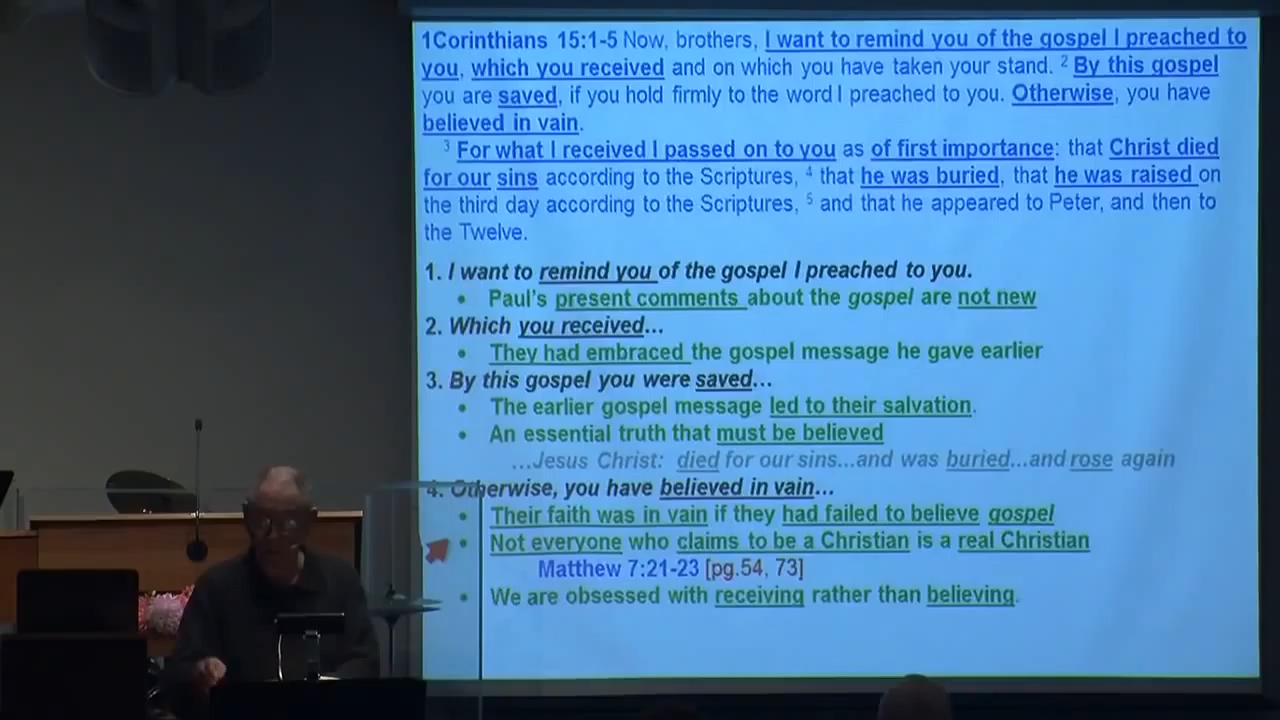 1Corinthians 15:1-5 Now, brothers, I want to remind you of the gospel I preached to
you, which you received and on which you have taken your stand. 2 By this gospel
you are saved, if you hold firmly to the word I preached to you. Otherwise, you have
believed in vain.
3 For what I received I passed on to you as of first importance: that Christ died
for our sins according to the Scriptures, 4 that he was buried, that he was raised on
the third day according to the Scriptures, 5 and that he appeared to Peter, and then to
the Twelve.
1. I want to remind you of the gospel I preached to you.
• Paul's present comments about the gospel are not new
2. Which you received...
• They had embraced the gospel message he gave earlier
3. By this gospel you were saved...
• The earlier gospel message led to their salvation.
• An essential truth that must be believed
...Jesus Christ: died for our sins...and was buried...and rose again
4. Otherwise, you have believed in vain...
• Their faith was in vain if they had failed to believe gospel
• Not everyone who claims to be a Christian is a real Christian
Matthew 7:21-23 [pg.54, 73]
• We are obsessed with receiving rather than believing.